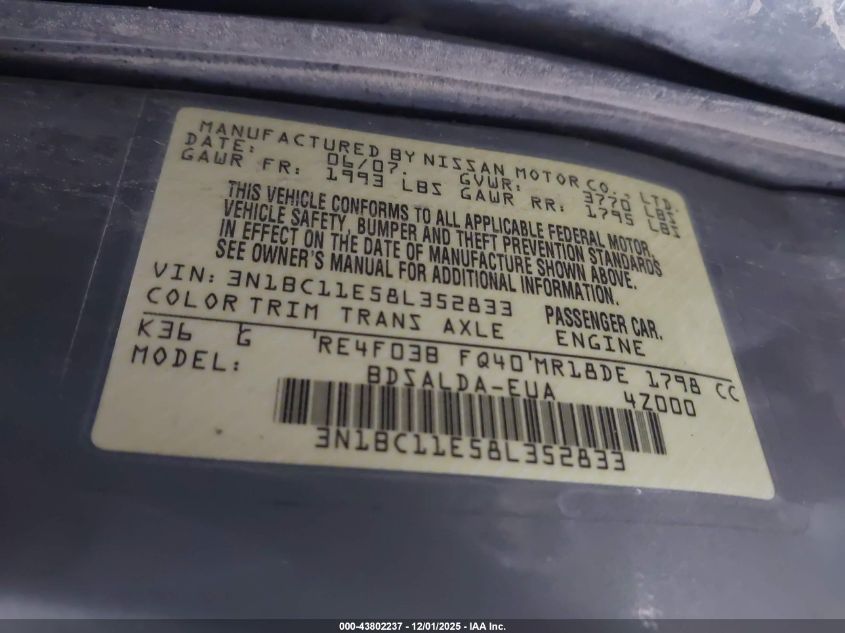 MANUFACTURED BY NISSAN MOTOR CO., LTD
DATE: 06/07. GVWR: 3770 LBS
GAWR FR: 1993 LBS GAWR RR: 1795 LBS
THIS VEHICLE CONFORMS TO ALL APPLICABLE FEDERAL MOTOR
VEHICLE SAFETY, BUMPER AND THEFT PREVENTION STANDARDS
IN EFFECT ON THE DATE OF MANUFACTURE SHOWN ABOVE.
SEE OWNER'S MANUAL FOR ADDITIONAL INFORMATION.
VIN: 3N1BC11E58L352833 PASSENGER CAR.
COLOR TRIM TRANS AXLE ENGINE
K36 G RE4F03B FQ40 MR18DE 1798 CC
MODEL: BDSALDA-EUA 4Z000
3N1BC11E58L352833
000-43802237 - 12/01/2025 - IAA Inc.